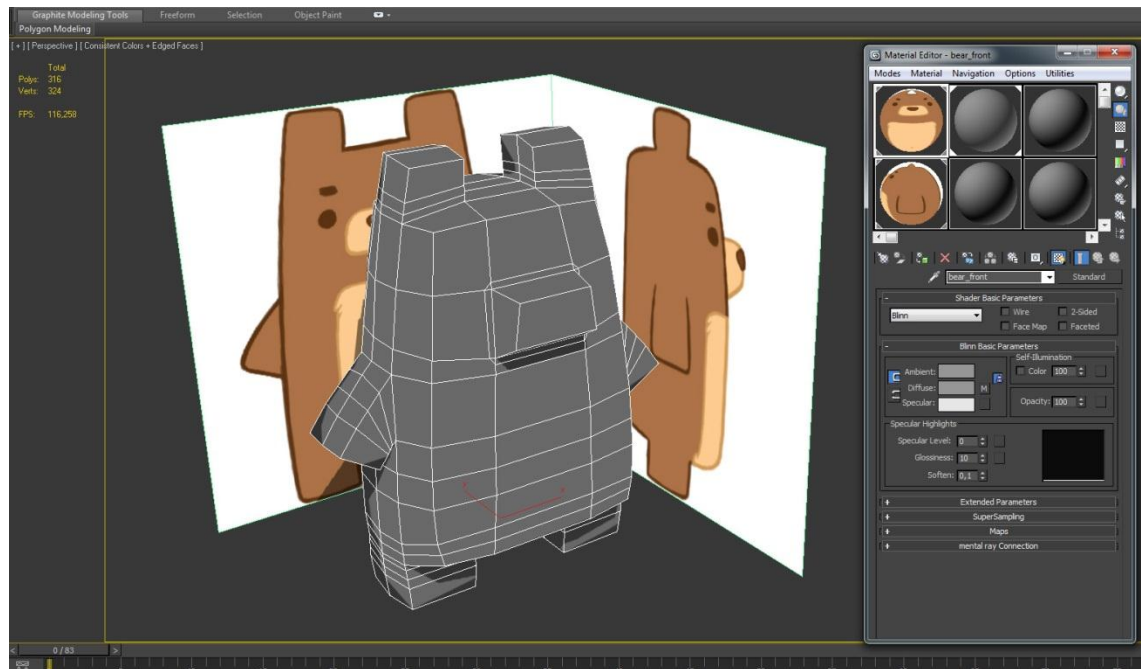 Graphite Modeling Tools Freeform Selection Object Paint
Polygon Modeling
[ + ] [ Perspective ] [ Consistent Colors + Edged Faces ]
Total
Polys: 316
Verts: 324
FPS: 116,258
Material Editor - bear_front
Modes Material Navigation Options Utilities
bear_front Standard
Shader Basic Parameters
Blinn Wire 2-Sided
Face Map Faceted
Blinn Basic Parameters
Self-Illumination
Ambient: Color 100
Diffuse: M
Specular: Opacity: 100
Specular Highlights
Specular Level: 0
Glossiness: 10
Soften: 0,1
Extended Parameters
SuperSampling
Maps
mental ray Connection
0 / 83